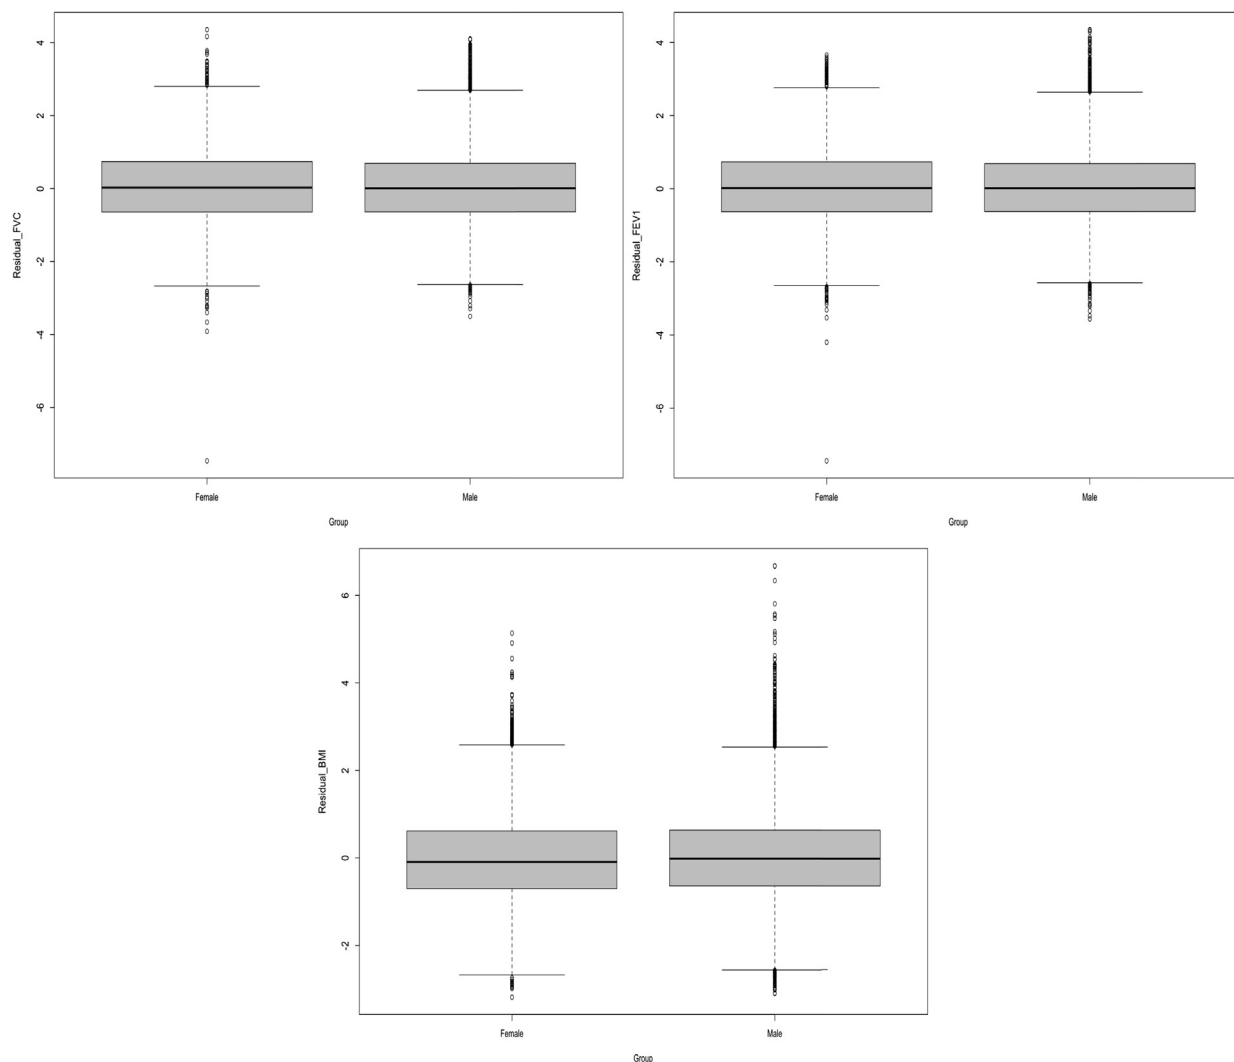 Residual_FVC
4
2
0
-2
-4
-6
Female
Male
Group
Residual_FEV1
4
2
0
-2
-4
-6
Female
Male
Group
Residual_BMI
6
4
2
0
-2
Female
Male
Group